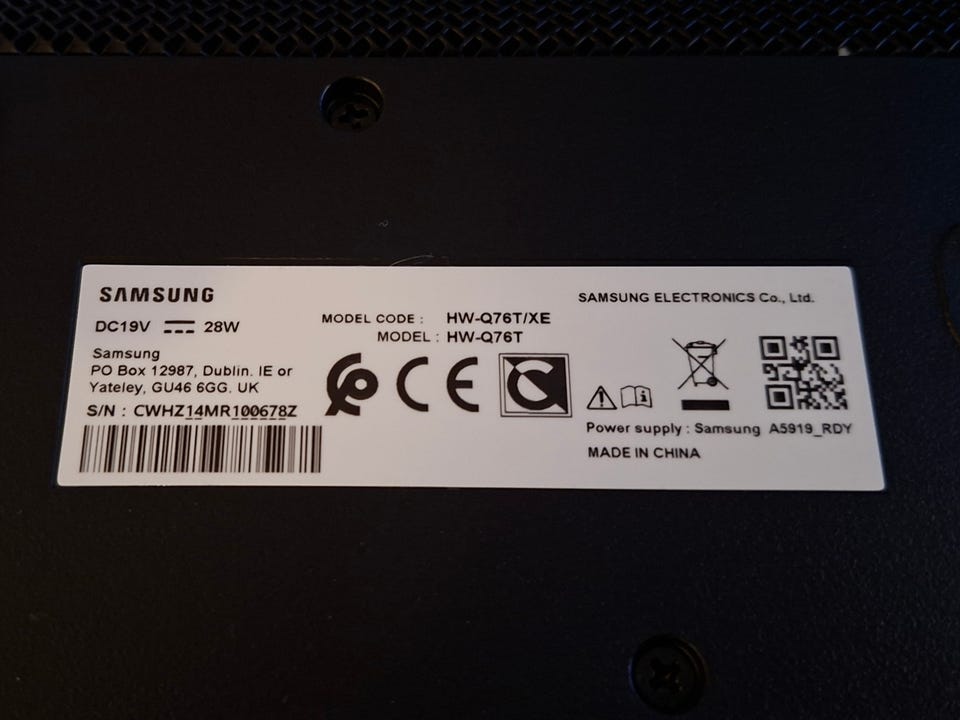 SAMSUNG
SAMSUNG ELECTRONICS Co., Ltd.
DC19V 28W
MODEL CODE : HW-Q76T/XE
MODEL : HW-Q76T
Samsung
PO Box 12987, Dublin. IE or
Yateley, GU46 6GG. UK
S/N : CWHZ14MR100678Z
CE
Power supply : Samsung A5919_RDY
MADE IN CHINA